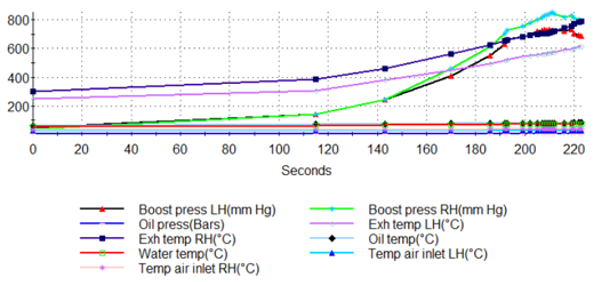 800
600
400
200
0 20 40 60 80 100 120 140 160 180 200 220
Seconds
Boost press LH(mm Hg) Boost press RH(mm Hg)
Oil press(Bars) Exh temp LH(°C)
Exh temp RH(°C) Oil temp(°C)
Water temp(°C) Temp air inlet LH(°C)
Temp air inlet RH(°C)